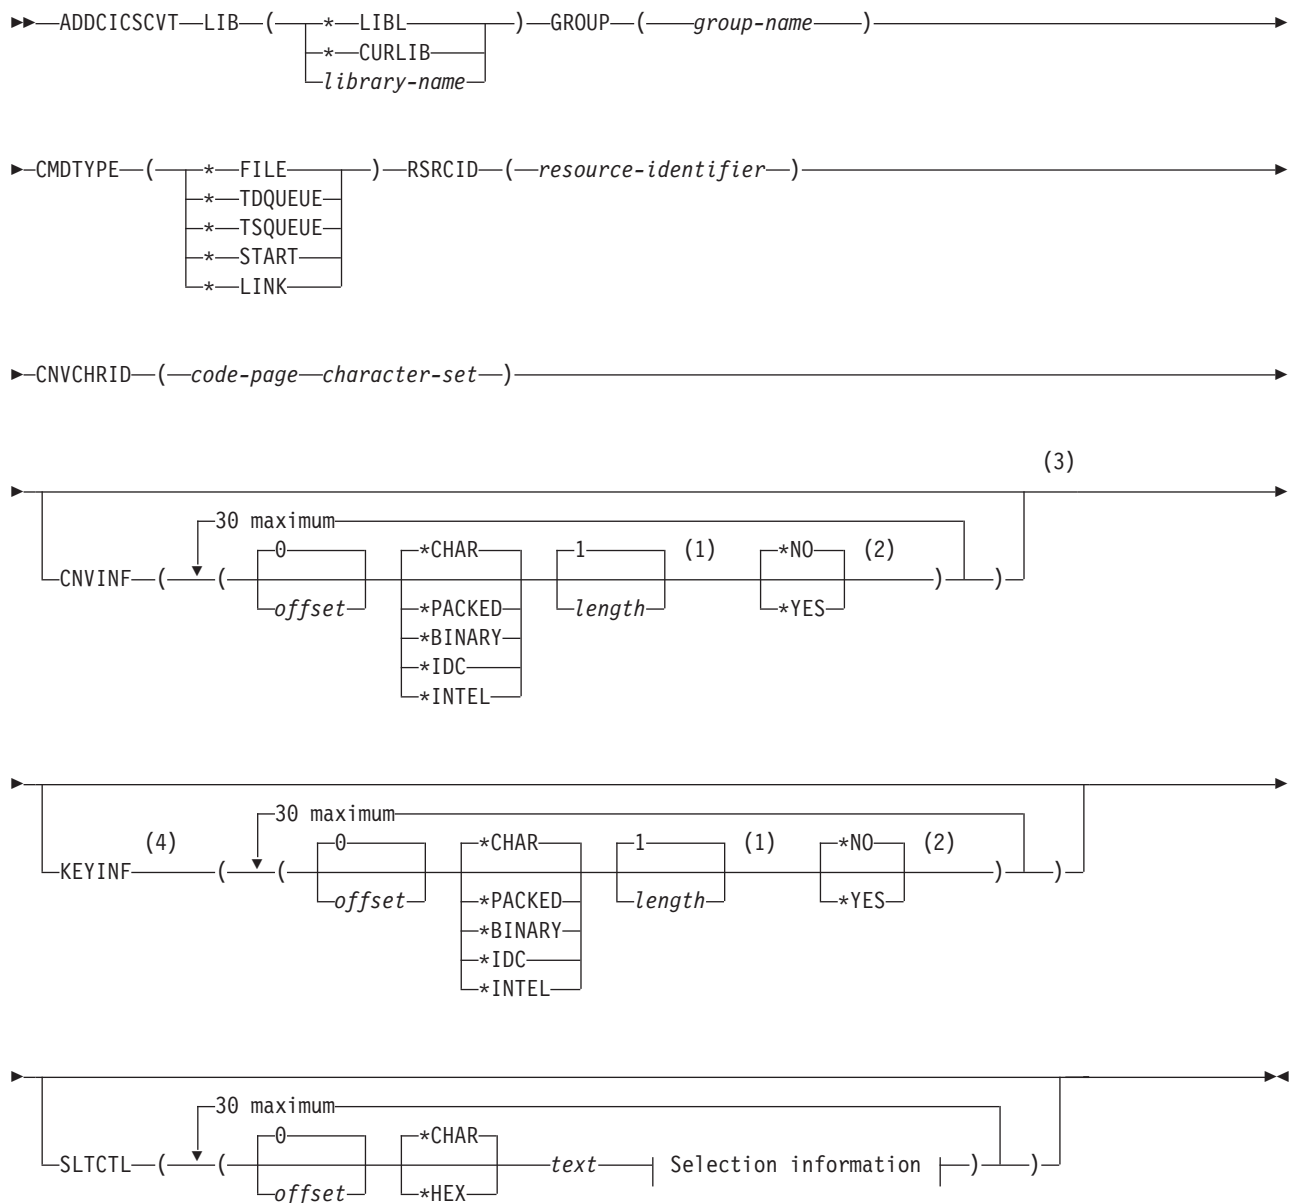 ADDCICSCVT LIB ( * LIBL ) GROUP ( group-name )
* CURLIB
library-name
CMDTYPE ( * FILE ) RSRCID ( resource-identifier )
* TDQUEUE
* TSQUEUE
* START
* LINK
CNVCHRID ( code-page character-set )
(3)
30 maximum
0 *CHAR 1 (1) *NO (2)
CNVINF ( ( ) )
offset *PACKED length *YES
*BINARY
*IDC
*INTEL
30 maximum
(4) 0 *CHAR 1 (1) *NO (2)
KEYINF ( ( ) )
offset *PACKED length *YES
*BINARY
*IDC
*INTEL
30 maximum
0 *CHAR
SLTCTL ( ( text Selection information ) )
offset *HEX